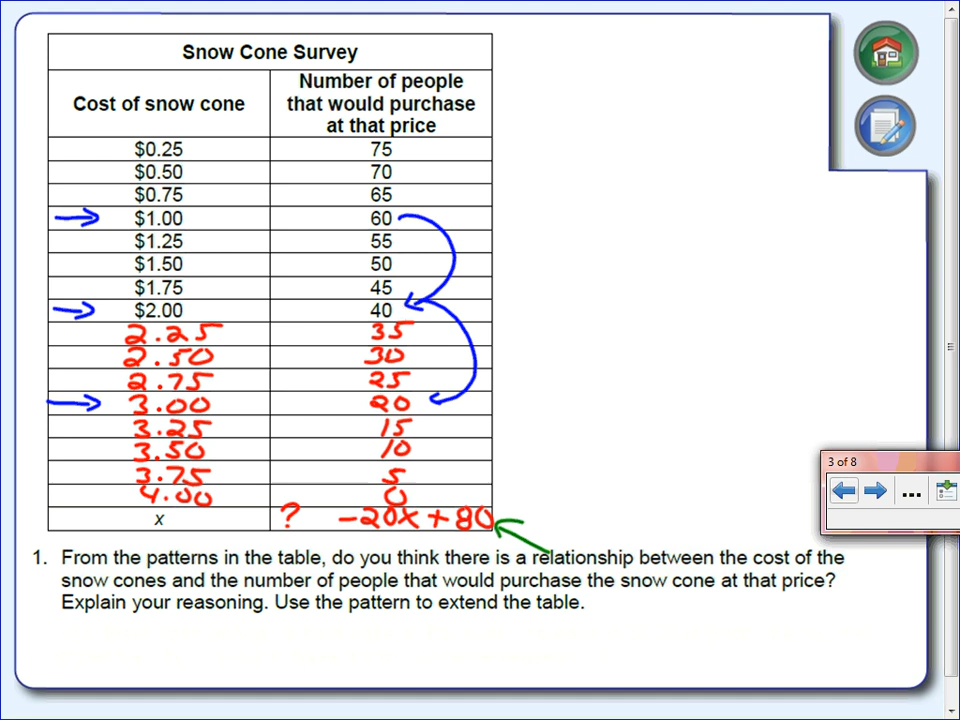 Snow Cone Survey
Cost of snow cone
Number of people
that would purchase
at that price
$0.25 75
$0.50 70
$0.75 65
$1.00 60
$1.25 55
$1.50 50
$1.75 45
$2.00 40
2.25 35
2.50 30
2.75 25
3.00 20
3.25 15
3.50 10
3.75 5
4.00 0
x ? -20x + 80
1. From the patterns in the table, do you think there is a relationship between the cost of the
snow cones and the number of people that would purchase the snow cone at that price?
Explain your reasoning. Use the pattern to extend the table.
3 of 8
...